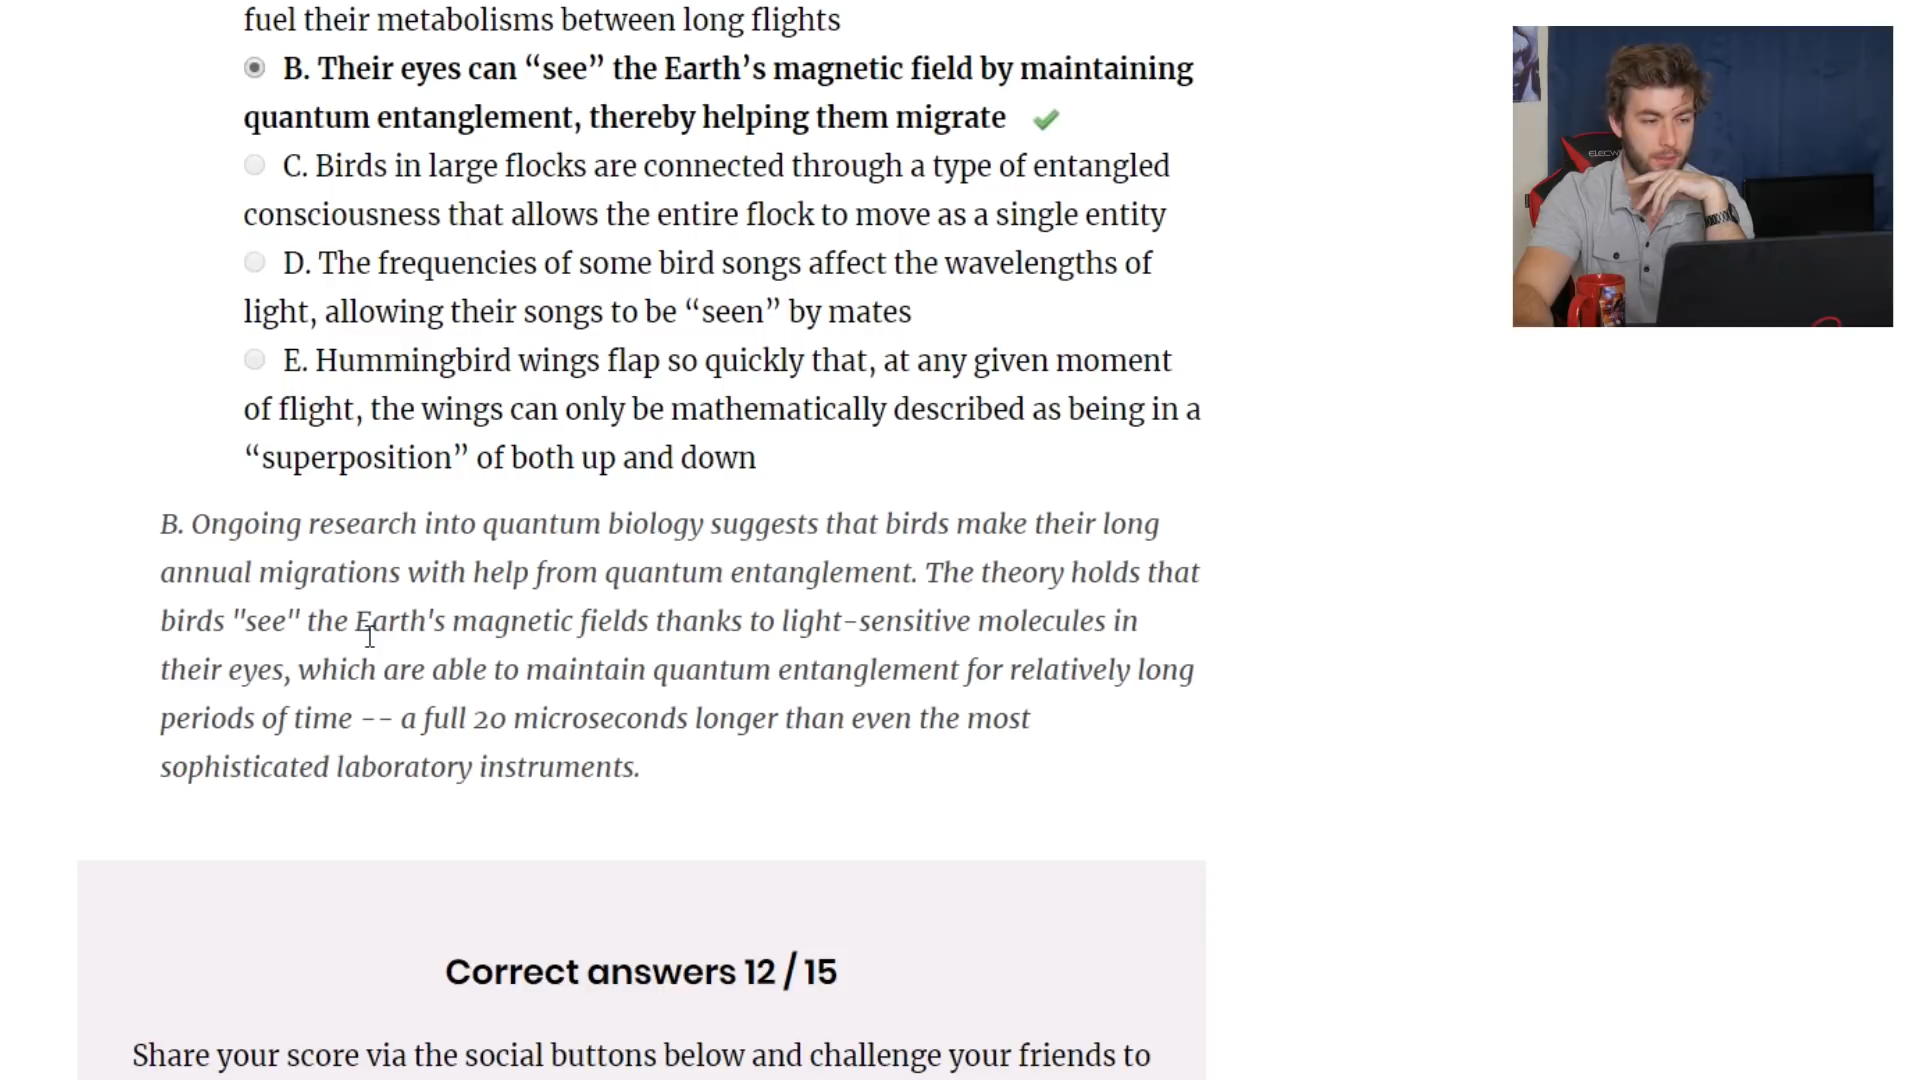 fuel their metabolisms between long flights
B. Their eyes can “see” the Earth’s magnetic field by maintaining
quantum entanglement, thereby helping them migrate
C. Birds in large flocks are connected through a type of entangled
consciousness that allows the entire flock to move as a single entity
D. The frequencies of some bird songs affect the wavelengths of
light, allowing their songs to be “seen” by mates
E. Hummingbird wings flap so quickly that, at any given moment
of flight, the wings can only be mathematically described as being in a
“superposition” of both up and down
B. Ongoing research into quantum biology suggests that birds make their long
annual migrations with help from quantum entanglement. The theory holds that
birds "see" the Earth's magnetic fields thanks to light-sensitive molecules in
their eyes, which are able to maintain quantum entanglement for relatively long
periods of time -- a full 20 microseconds longer than even the most
sophisticated laboratory instruments.
Correct answers 12 / 15
Share your score via the social buttons below and challenge your friends to